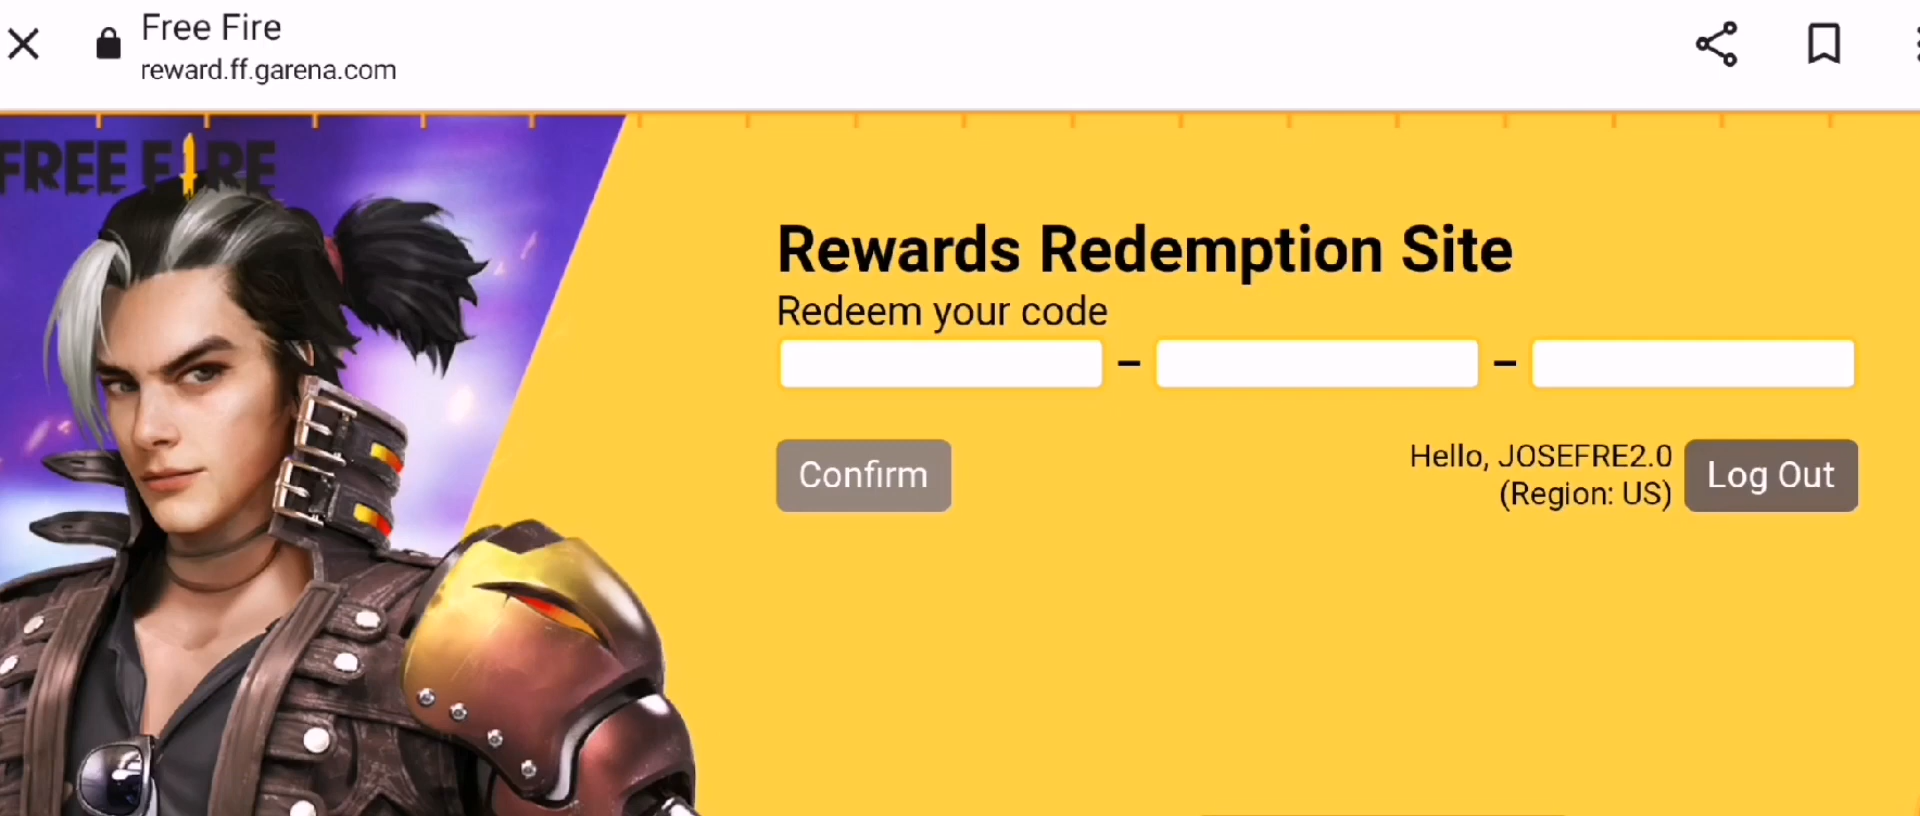 Free Fire
reward.ff.garena.com
FREE FIRE
Rewards Redemption Site
Redeem your code
– –
Confirm
Hello, JOSEFRE2.0
(Region: US)
Log Out